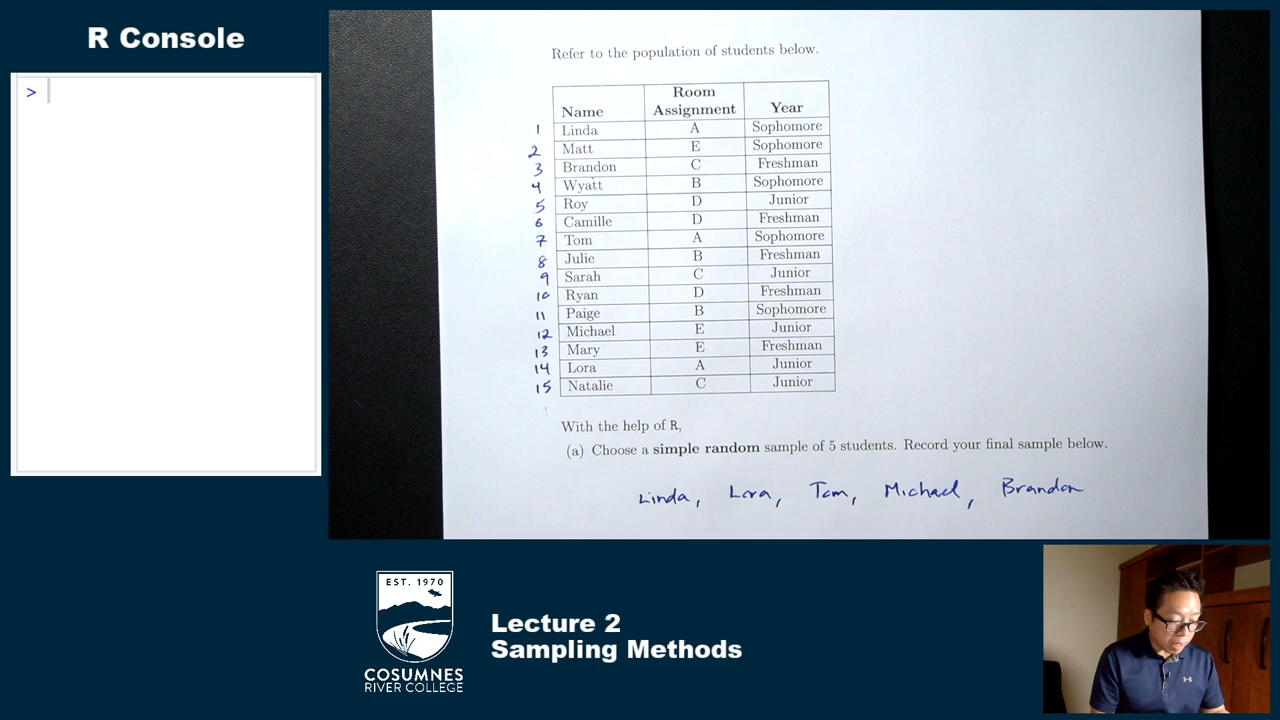 R Console
>
Refer to the population of students below.
Name Room Assignment Year
1 Linda A Sophomore
2 Matt E Sophomore
3 Brandon C Freshman
4 Wyatt B Sophomore
5 Roy D Junior
6 Camille D Freshman
7 Tom A Sophomore
8 Julie B Freshman
9 Sarah C Junior
10 Ryan D Freshman
11 Paige B Sophomore
12 Michael E Junior
13 Mary E Freshman
14 Lora A Junior
15 Natalie C Junior
With the help of R,
(a) Choose a simple random sample of 5 students. Record your final sample below.
Linda, Lora, Tom, Michael, Brandon
EST. 1970
COSUMNES
RIVER COLLEGE
Lecture 2
Sampling Methods